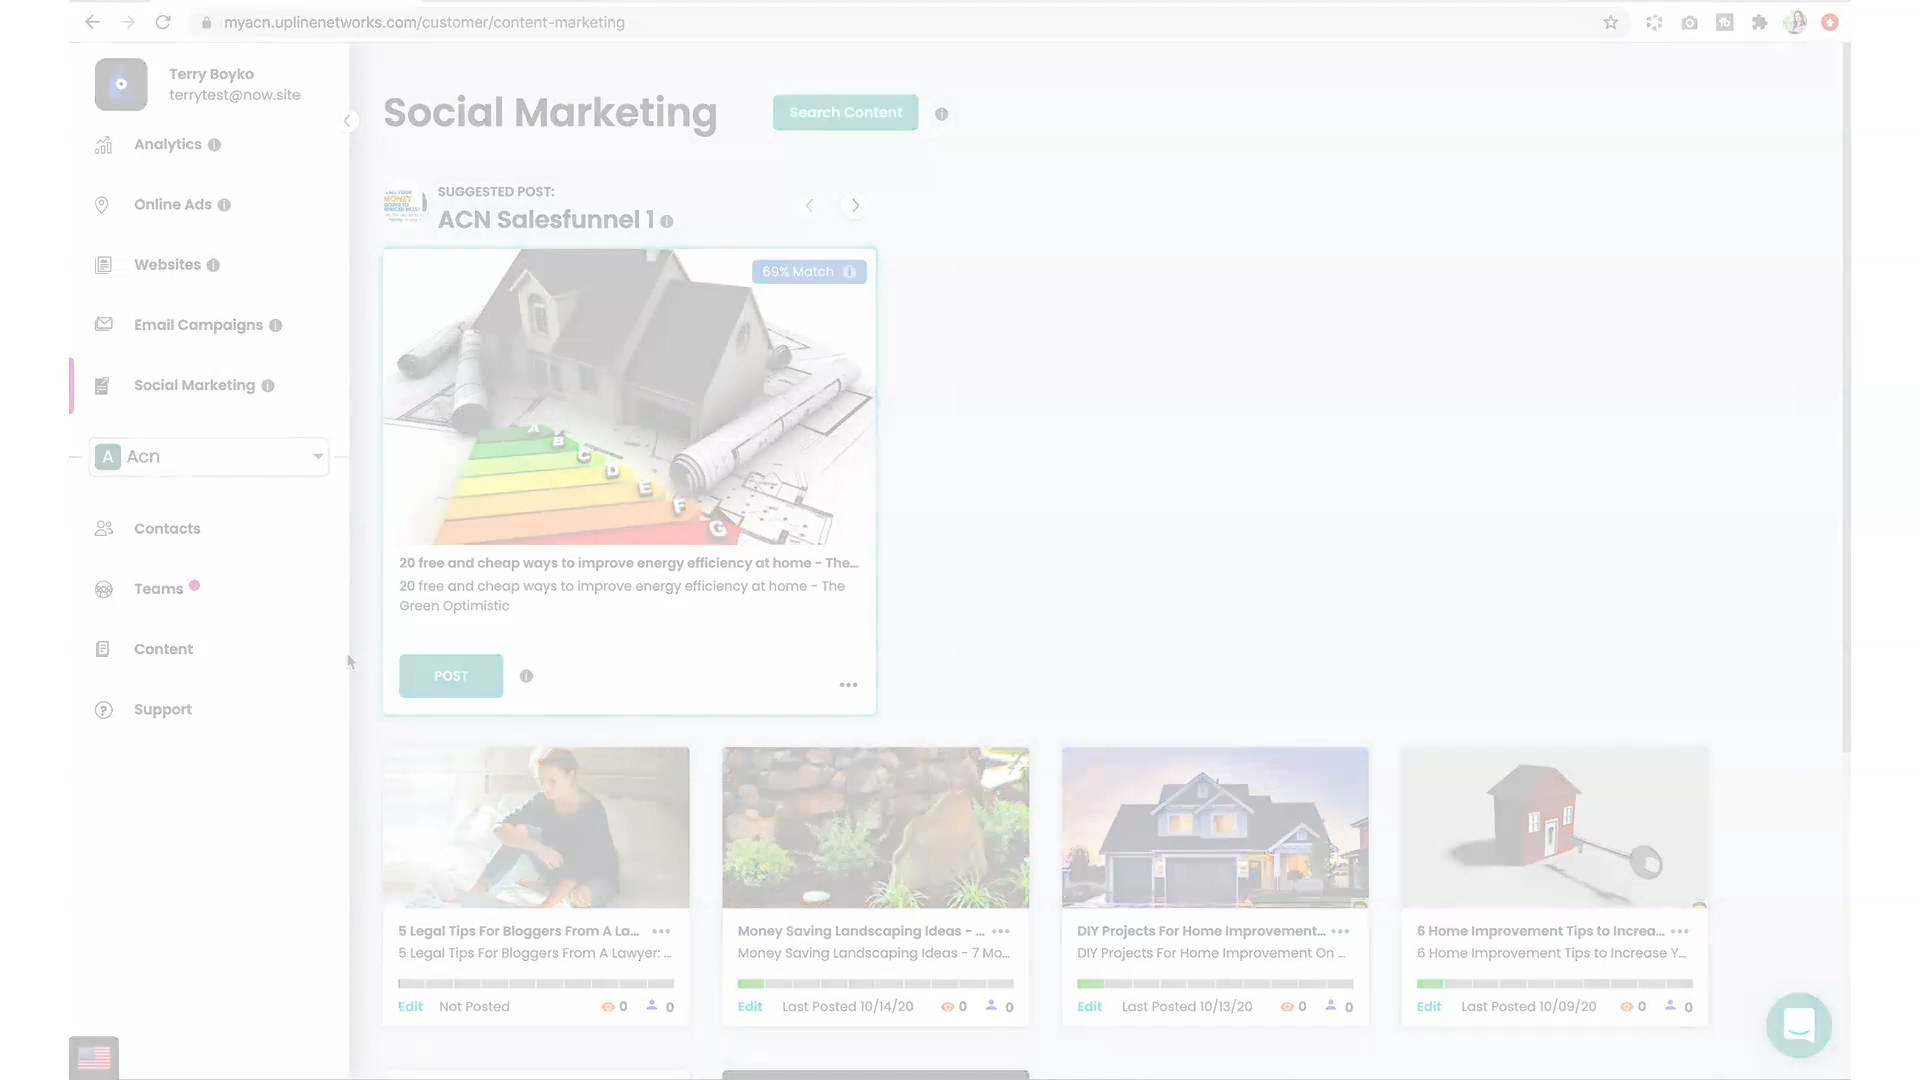 myacn.uplinenetworks.com/customer/content-marketing
Terry Boyko
terrytest@now.site
Analytics
Online Ads
Websites
Email Campaigns
Social Marketing
A Acn
Contacts
Teams
Content
Support
Social Marketing
Search Content
SUGGESTED POST:
ACN Salesfunnel 1
69% Match
A
B
C
D
E
F
G
20 free and cheap ways to improve energy efficiency at home - The...
20 free and cheap ways to improve energy efficiency at home - The
Green Optimistic
POST
5 Legal Tips For Bloggers From A La...
5 Legal Tips For Bloggers From A Lawyer: ...
Edit Not Posted 0 0
Money Saving Landscaping Ideas - ...
Money Saving Landscaping Ideas - 7 Mo...
Edit Last Posted 10/14/20 0 0
DIY Projects For Home Improvement...
DIY Projects For Home Improvement On ...
Edit Last Posted 10/13/20 0 0
6 Home Improvement Tips to Increa...
6 Home Improvement Tips to Increase Y...
Edit Last Posted 10/09/20 0 0